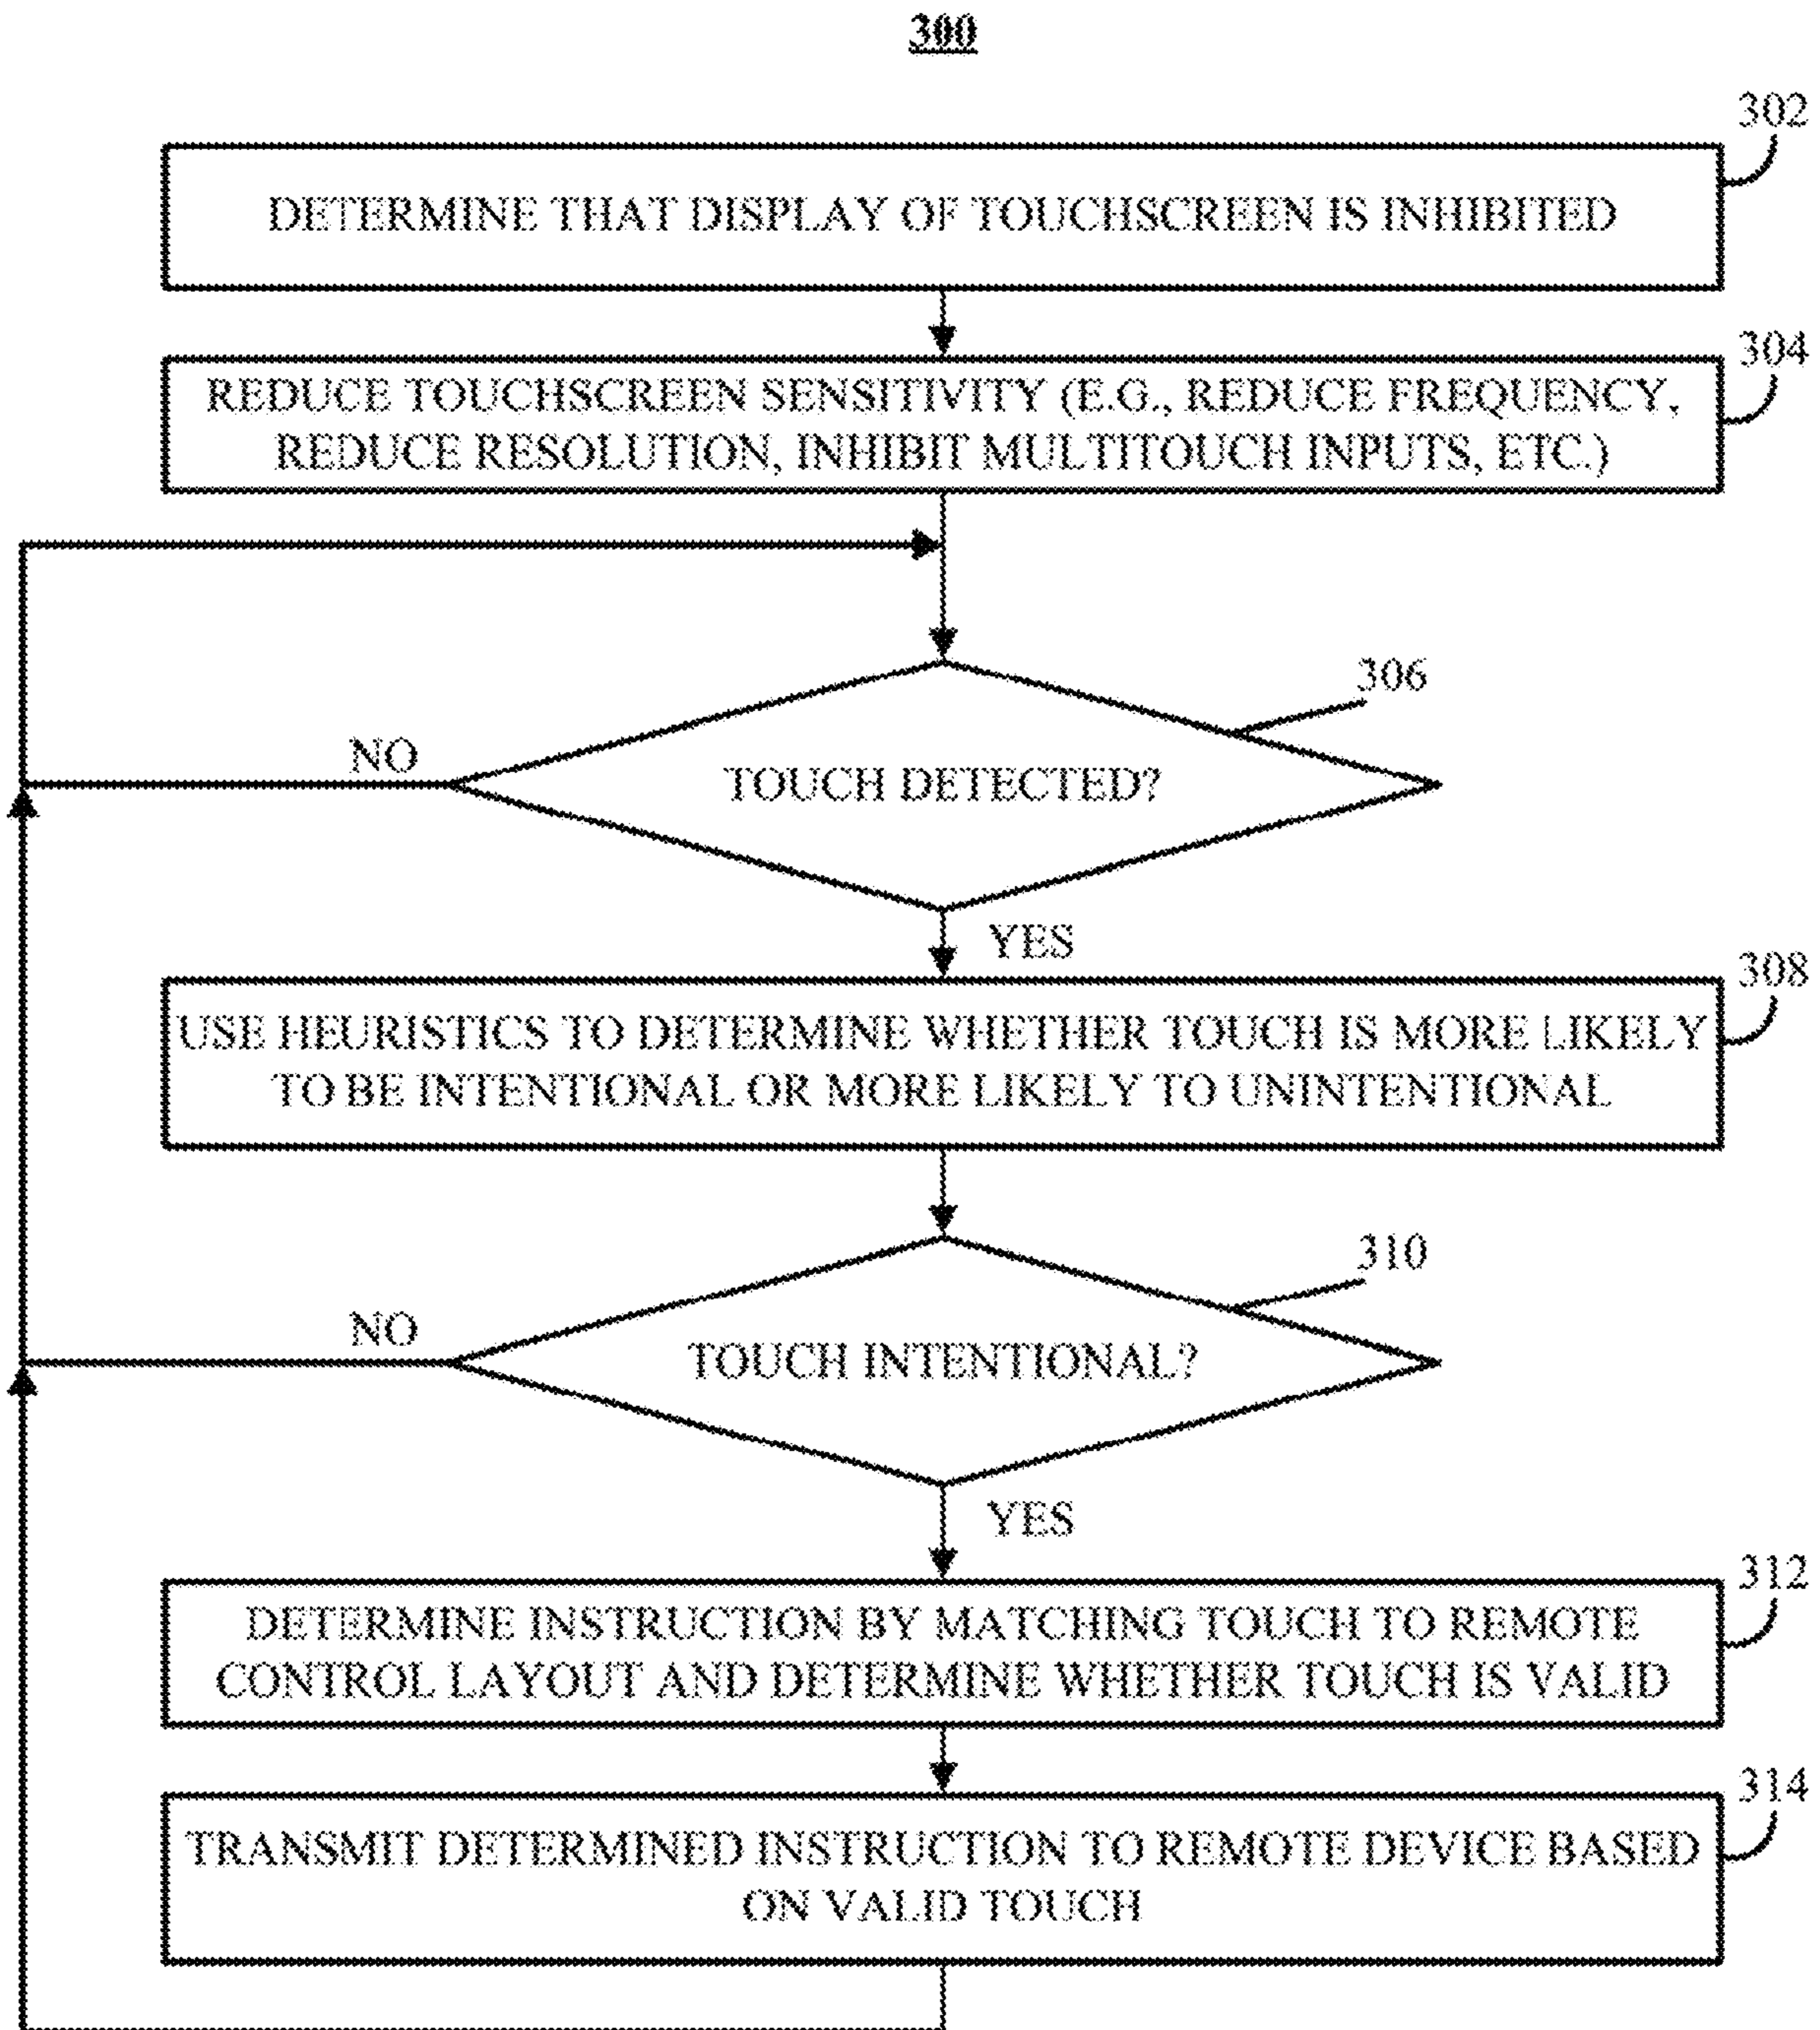 300
302
DETERMINE THAT DISPLAY OF TOUCHSCREEN IS INHIBITED
304
REDUCE TOUCHSCREEN SENSITIVITY (E.G., REDUCE FREQUENCY,
REDUCE RESOLUTION, INHIBIT MULTITOUCH INPUTS, ETC.)
306
NO
TOUCH DETECTED?
YES
308
USE HEURISTICS TO DETERMINE WHETHER TOUCH IS MORE LIKELY
TO BE INTENTIONAL OR MORE LIKELY TO UNINTENTIONAL
310
NO
TOUCH INTENTIONAL?
YES
312
DETERMINE INSTRUCTION BY MATCHING TOUCH TO REMOTE
CONTROL LAYOUT AND DETERMINE WHETHER TOUCH IS VALID
314
TRANSMIT DETERMINED INSTRUCTION TO REMOTE DEVICE BASED
ON VALID TOUCH